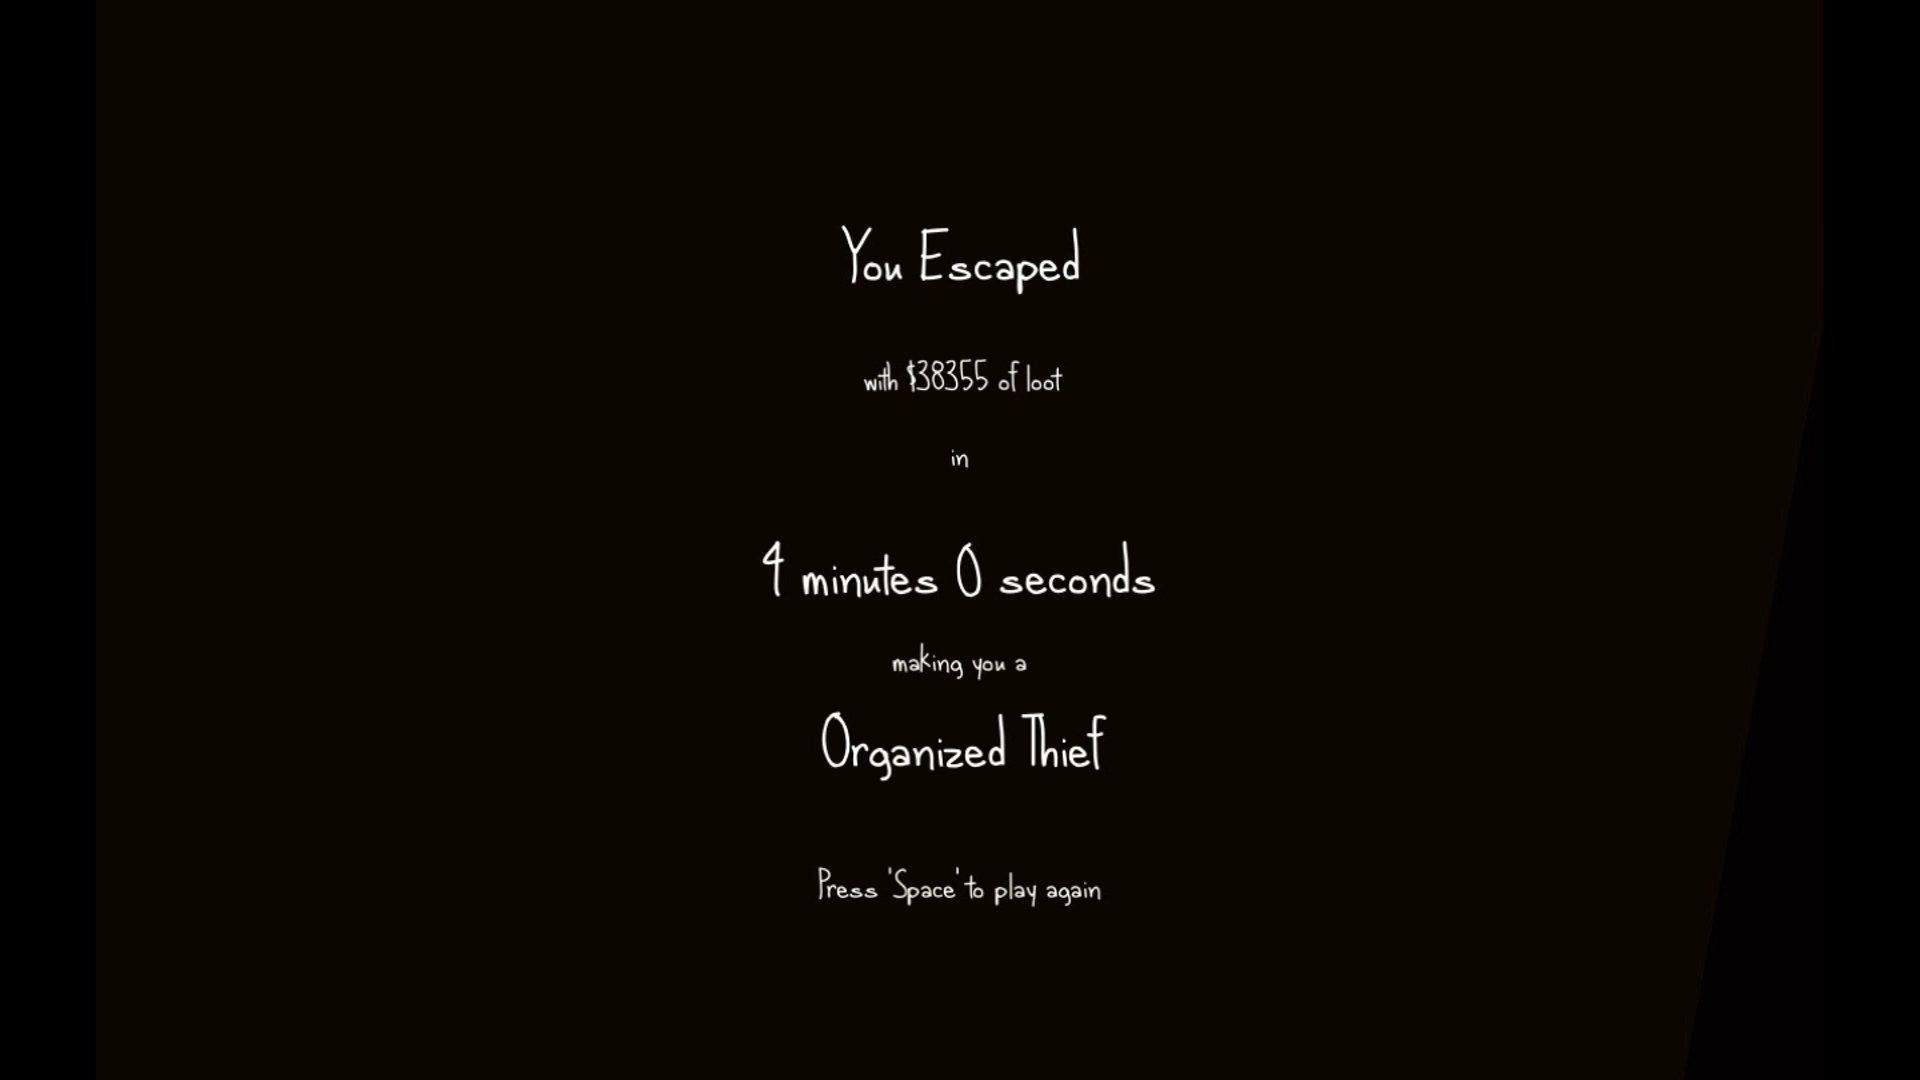 You Escaped
with $38355 of loot
in
4 minutes 0 seconds
making you a
Organized Thief
Press 'Space' to play again